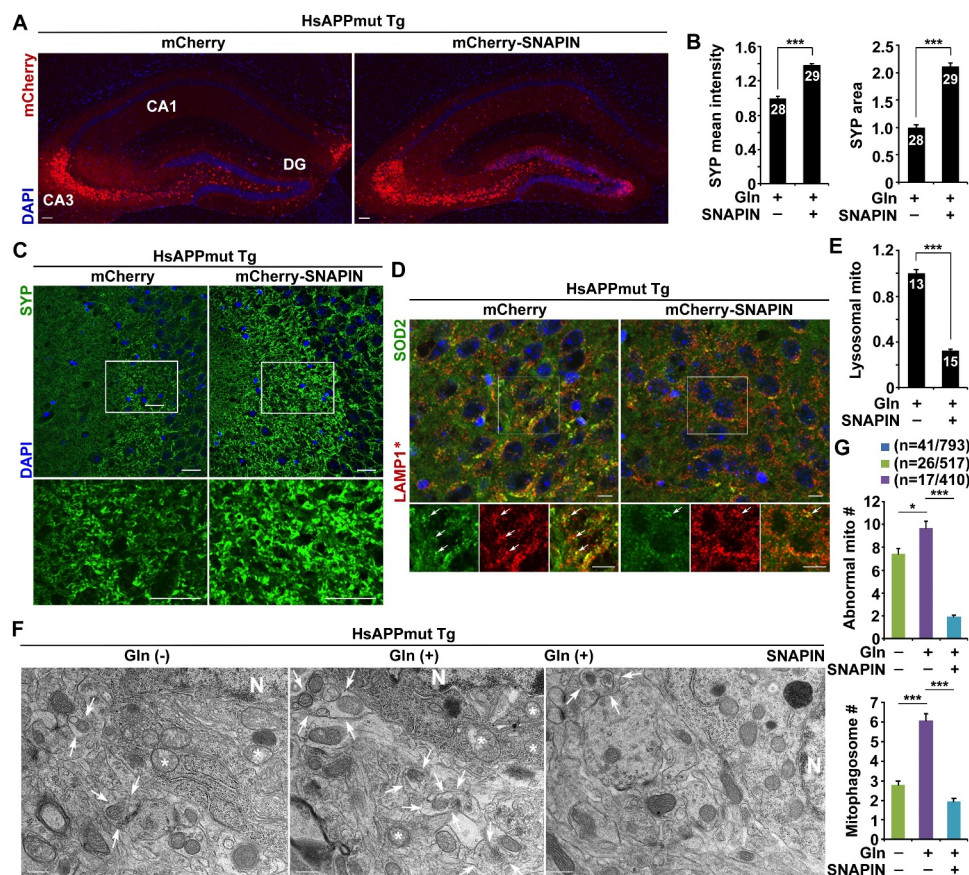 A
HsAPPmut Tg
mCherry
mCherry-SNAPIN
mCherry
DAPI
CA1
CA3
DG
B
SYP mean intensity
1.6
1.2
0.8
0.4
0
***
28
29
Gln + +
SNAPIN − +
SYP area
2.5
2.0
1.5
1.0
0.5
0
***
28
29
Gln + +
SNAPIN − +
C
HsAPPmut Tg
mCherry
mCherry-SNAPIN
SYP
DAPI
D
HsAPPmut Tg
mCherry
mCherry-SNAPIN
SOD2
LAMP1*
E
Lysosomal mito
1.2
0.8
0.4
0
***
13
15
Gln + +
SNAPIN − +
F
HsAPPmut Tg
Gln (-)
Gln (+)
Gln (+)
SNAPIN
N
N
N
*
*
*
*
*
*
G
(n=41/793)
(n=26/517)
(n=17/410)
Abnormal mito #
12
10
8
6
4
2
0
*
***
Gln − + +
SNAPIN − − +
Mitophagosome #
7
6
5
4
3
2
1
0
***
***
Gln − + +
SNAPIN − − +